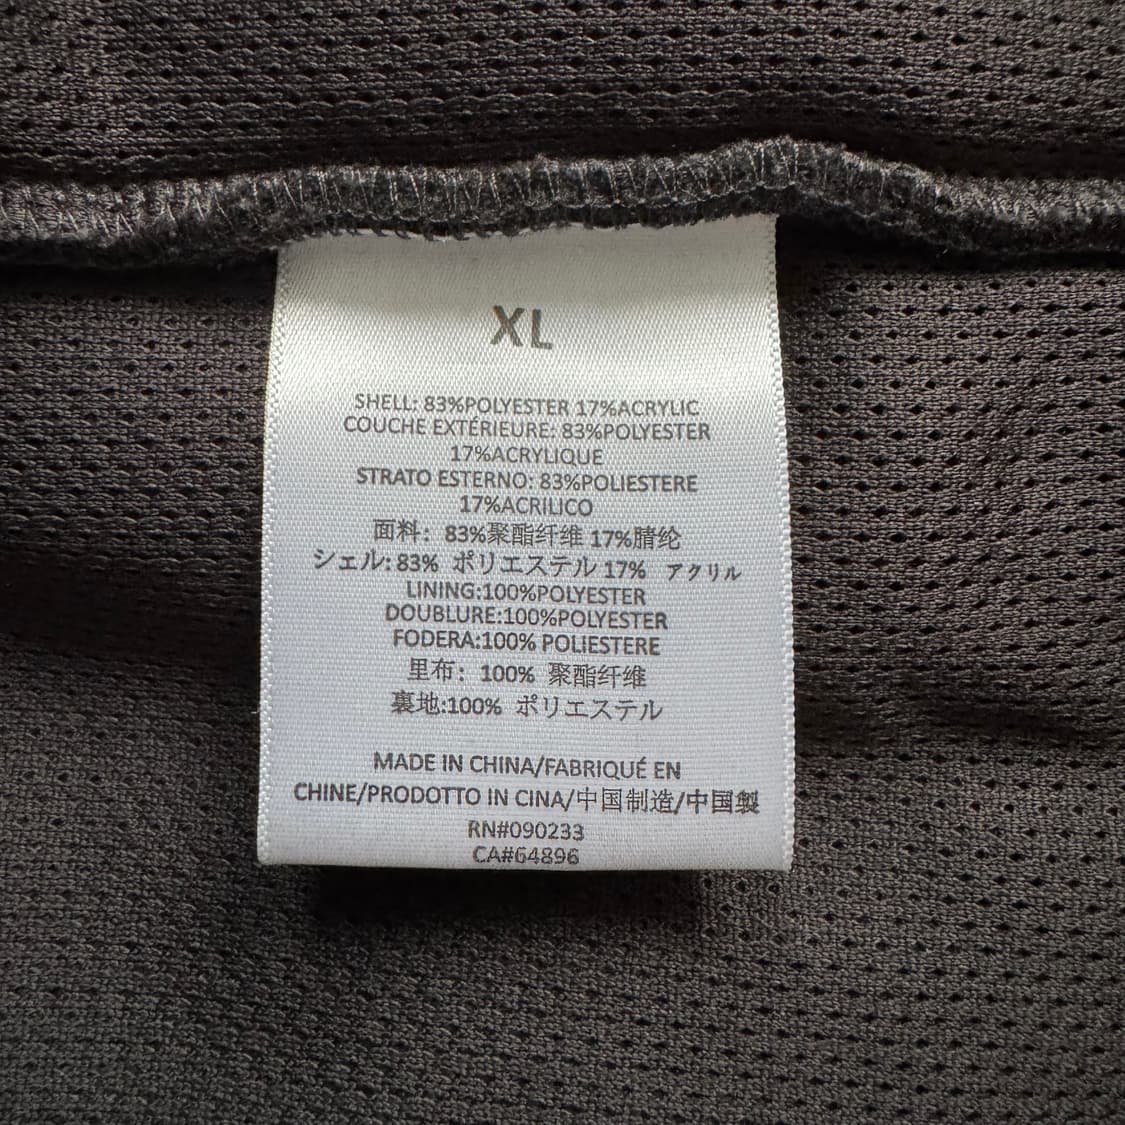 XL
SHELL: 83%POLYESTER 17%ACRYLIC
COUCHE EXTÉRIEURE: 83%POLYESTER
17%ACRYLIQUE
STRATO ESTERNO: 83%POLIESTERE
17%ACRILICO
面料: 83%聚酯纤维 17%腈纶
シェル: 83% ポリエステル 17% アクリル
LINING:100%POLYESTER
DOUBLURE:100%POLYESTER
FODERA:100% POLIESTERE
里布: 100% 聚酯纤维
裏地:100% ポリエステル
MADE IN CHINA/FABRIQUÉ EN
CHINE/PRODOTTO IN CINA/中国制造/中国製
RN#090233
CA#64896